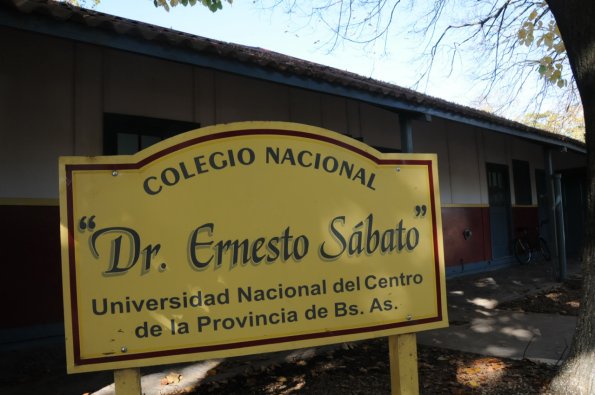 COLEGIO NACIONAL
"Dr. Ernesto Sábato"
Universidad Nacional del Centro
de la Provincia de Bs. As.